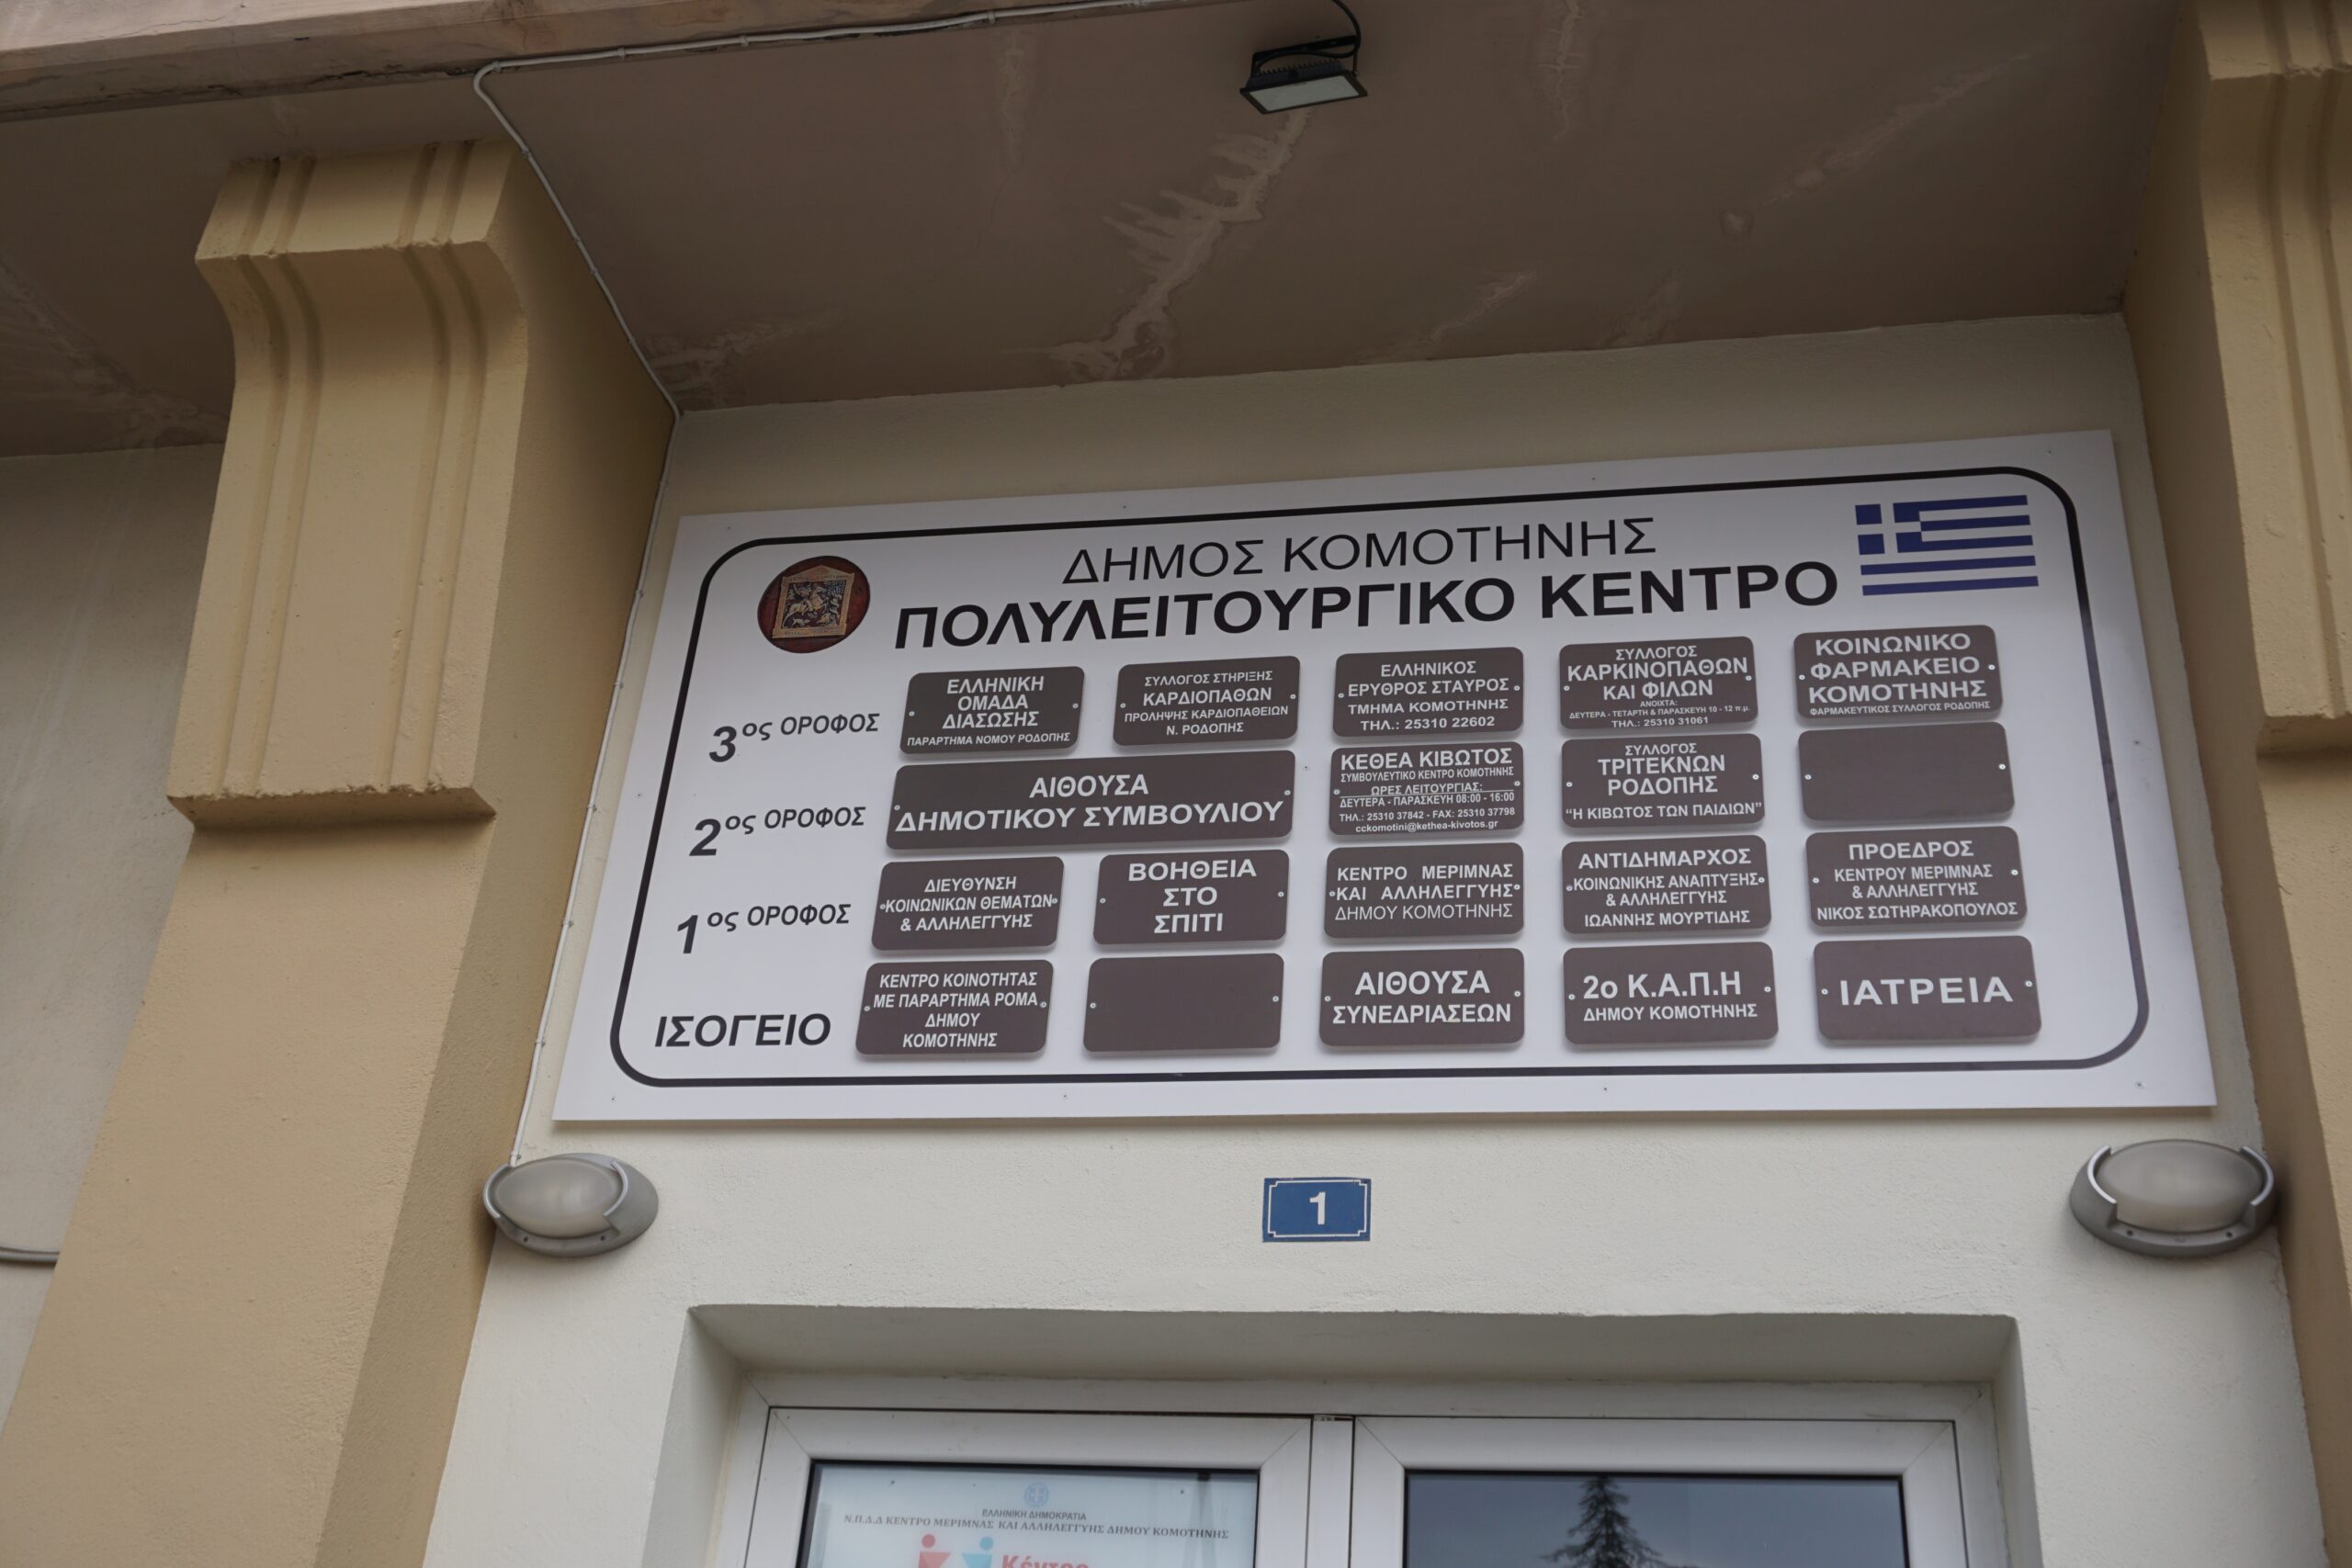 ΔΗΜΟΣ ΚΟΜΟΤΗΝΗΣ
ΠΟΛΥΛΕΙΤΟΥΡΓΙΚΟ ΚΕΝΤΡΟ
3ος ΟΡΟΦΟΣ
ΕΛΛΗΝΙΚΗ
ΟΜΑΔΑ
ΔΙΑΣΩΣΗΣ
ΠΑΡΑΡΤΗΜΑ ΝΟΜΟΥ ΡΟΔΟΠΗΣ
ΣΥΛΛΟΓΟΣ ΣΤΗΡΙΞΗΣ
ΚΑΡΔΙΟΠΑΘΩΝ
ΠΡΟΛΗΨΗΣ ΚΑΡΔΙΟΠΑΘΕΙΩΝ
Ν. ΡΟΔΟΠΗΣ
ΕΛΛΗΝΙΚΟΣ
ΕΡΥΘΡΟΣ ΣΤΑΥΡΟΣ
ΤΜΗΜΑ ΚΟΜΟΤΗΝΗΣ
ΤΗΛ.: 25310 22602
ΣΥΛΛΟΓΟΣ
ΚΑΡΚΙΝΟΠΑΘΩΝ
ΚΑΙ ΦΙΛΩΝ
ΑΝΟΙΧΤΑ:
ΔΕΥΤΕΡΑ - ΤΕΤΑΡΤΗ & ΠΑΡΑΣΚΕΥΗ 10 - 12 π.μ.
ΤΗΛ.: 25310 31061
ΚΟΙΝΩΝΙΚΟ
ΦΑΡΜΑΚΕΙΟ
ΚΟΜΟΤΗΝΗΣ
ΦΑΡΜΑΚΕΥΤΙΚΟΣ ΣΥΛΛΟΓΟΣ ΡΟΔΟΠΗΣ
2ος ΟΡΟΦΟΣ
ΑΙΘΟΥΣΑ
ΔΗΜΟΤΙΚΟΥ ΣΥΜΒΟΥΛΙΟΥ
ΚΕΘΕΑ ΚΙΒΩΤΟΣ
ΣΥΜΒΟΥΛΕΥΤΙΚΟ ΚΕΝΤΡΟ ΚΟΜΟΤΗΝΗΣ
ΩΡΕΣ ΛΕΙΤΟΥΡΓΙΑΣ:
ΔΕΥΤΕΡΑ - ΠΑΡΑΣΚΕΥΗ 08:00 - 16:00
ΤΗΛ.: 25310 37842 - FAX: 25310 37798
cckomotini@kethea-kivotos.gr
ΣΥΛΛΟΓΟΣ
ΤΡΙΤΕΚΝΩΝ
ΡΟΔΟΠΗΣ
“Η ΚΙΒΩΤΟΣ ΤΩΝ ΠΑΙΔΙΩΝ”
1ος ΟΡΟΦΟΣ
ΔΙΕΥΘΥΝΣΗ
ΚΟΙΝΩΝΙΚΩΝ ΘΕΜΑΤΩΝ
& ΑΛΛΗΛΕΓΓΥΗΣ
ΒΟΗΘΕΙΑ
ΣΤΟ
ΣΠΙΤΙ
ΚΕΝΤΡΟ ΜΕΡΙΜΝΑΣ
ΚΑΙ ΑΛΛΗΛΕΓΓΥΗΣ
ΔΗΜΟΥ ΚΟΜΟΤΗΝΗΣ
ΑΝΤΙΔΗΜΑΡΧΟΣ
ΚΟΙΝΩΝΙΚΗΣ ΑΝΑΠΤΥΞΗΣ
& ΑΛΛΗΛΕΓΓΥΗΣ
ΙΩΑΝΝΗΣ ΜΟΥΡΤΙΔΗΣ
ΠΡΟΕΔΡΟΣ
ΚΕΝΤΡΟΥ ΜΕΡΙΜΝΑΣ
& ΑΛΛΗΛΕΓΓΥΗΣ
ΝΙΚΟΣ ΣΩΤΗΡΑΚΟΠΟΥΛΟΣ
ΙΣΟΓΕΙΟ
ΚΕΝΤΡΟ ΚΟΙΝΟΤΗΤΑΣ
ΜΕ ΠΑΡΑΡΤΗΜΑ ΡΟΜΑ
ΔΗΜΟΥ
ΚΟΜΟΤΗΝΗΣ
ΑΙΘΟΥΣΑ
ΣΥΝΕΔΡΙΑΣΕΩΝ
2ο Κ.Α.Π.Η
ΔΗΜΟΥ ΚΟΜΟΤΗΝΗΣ
ΙΑΤΡΕΙΑ
1
ΕΛΛΗΝΙΚΗ ΔΗΜΟΚΡΑΤΙΑ
Ν.Π.Δ.Δ ΚΕΝΤΡΟ ΜΕΡΙΜΝΑΣ ΚΑΙ ΑΛΛΗΛΕΓΓΥΗΣ ΔΗΜΟΥ ΚΟΜΟΤΗΝΗΣ
Κέντρο